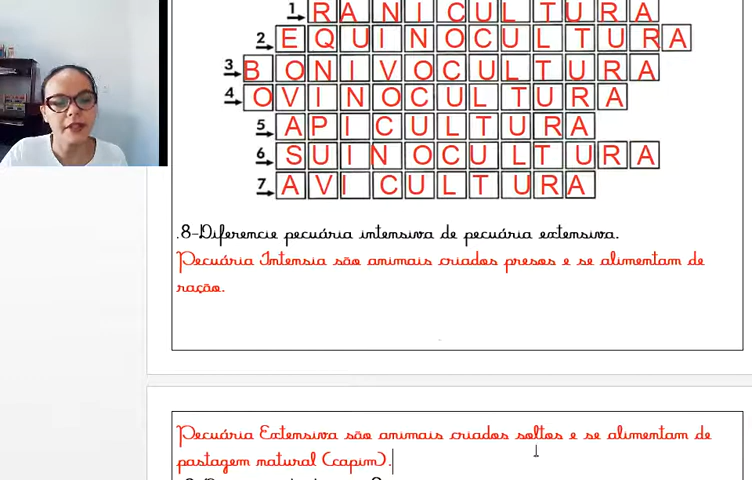 1 RANICULTURA
2 EQUINOCULTURA
3 BONIVOCULTURA
4 OVINOCULTURA
5 APICULTURA
6 SUINOCULTURA
7 AVICULTURA
.8-Diferencie pecuária intensiva de pecuária extensiva.
Pecuária Intensia são animais criados presos e se alimentam de
ração.
Pecuária Extensiva são animais criados soltos e se alimentam de
pastagem natural (capim).